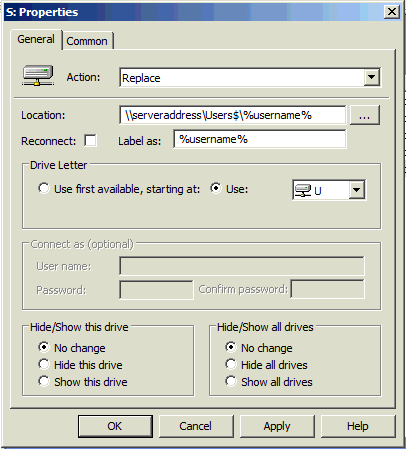 S: Properties
General Common
Action: Replace
Location: \\serveraddress\Users$\%username% ...
Reconnect: Label as: %username%
Drive Letter
Use first available, starting at: Use: U
Connect as (optional)
User name:
Password: Confirm password:
Hide/Show this drive Hide/Show all drives
No change No change
Hide this drive Hide all drives
Show this drive Show all drives
OK Cancel Apply Help